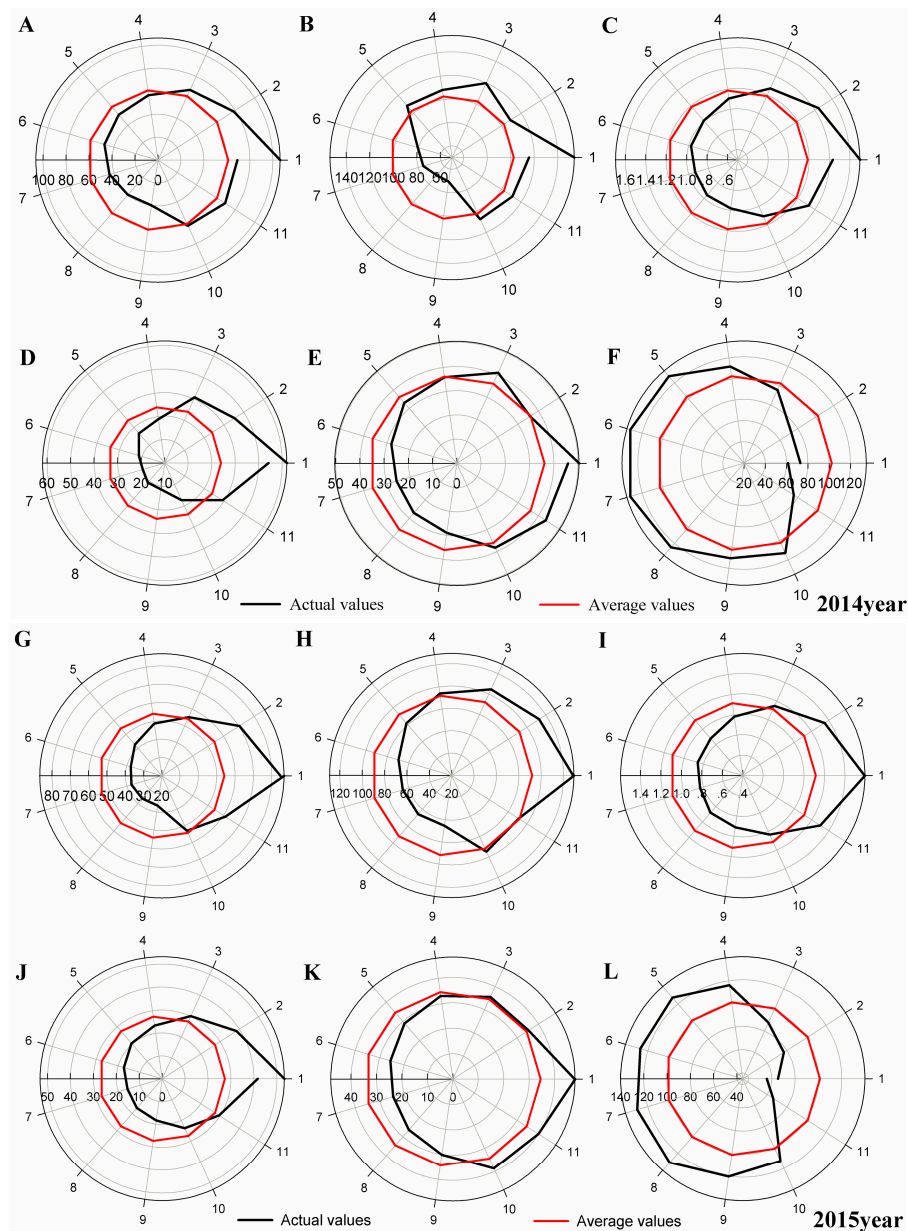 A B C
4 3 5 2 6 1 7 11 8 10 9
100 80 60 40 20 0
4 3 5 2 6 1 7 11 8 10 9
140 120 100 80 60
4 3 5 2 6 1 7 11 8 10 9
1.6 1.4 1.2 1.0 .8 .6
D E F
4 3 5 2 6 1 7 11 8 10 9
60 50 40 30 20 10
4 3 5 2 6 1 7 11 8 10 9
50 40 30 20 10 0
4 3 5 2 6 1 7 11 8 10 9
20 40 60 80 100 120
Actual values Average values 2014year
G H I
4 3 5 2 6 1 7 11 8 10 9
80 70 60 50 40 30 20
4 3 5 2 6 1 7 11 8 10 9
120 100 80 60 40 20
4 3 5 2 6 1 7 11 8 10 9
1.4 1.2 1.0 .8 .6 .4
J K L
4 3 5 2 6 1 7 11 8 10 9
50 40 30 20 10 0
4 3 5 2 6 1 7 11 8 10 9
40 30 20 10 0
4 3 5 2 6 1 7 11 8 10 9
140 120 100 80 60 40
Actual values Average values 2015year